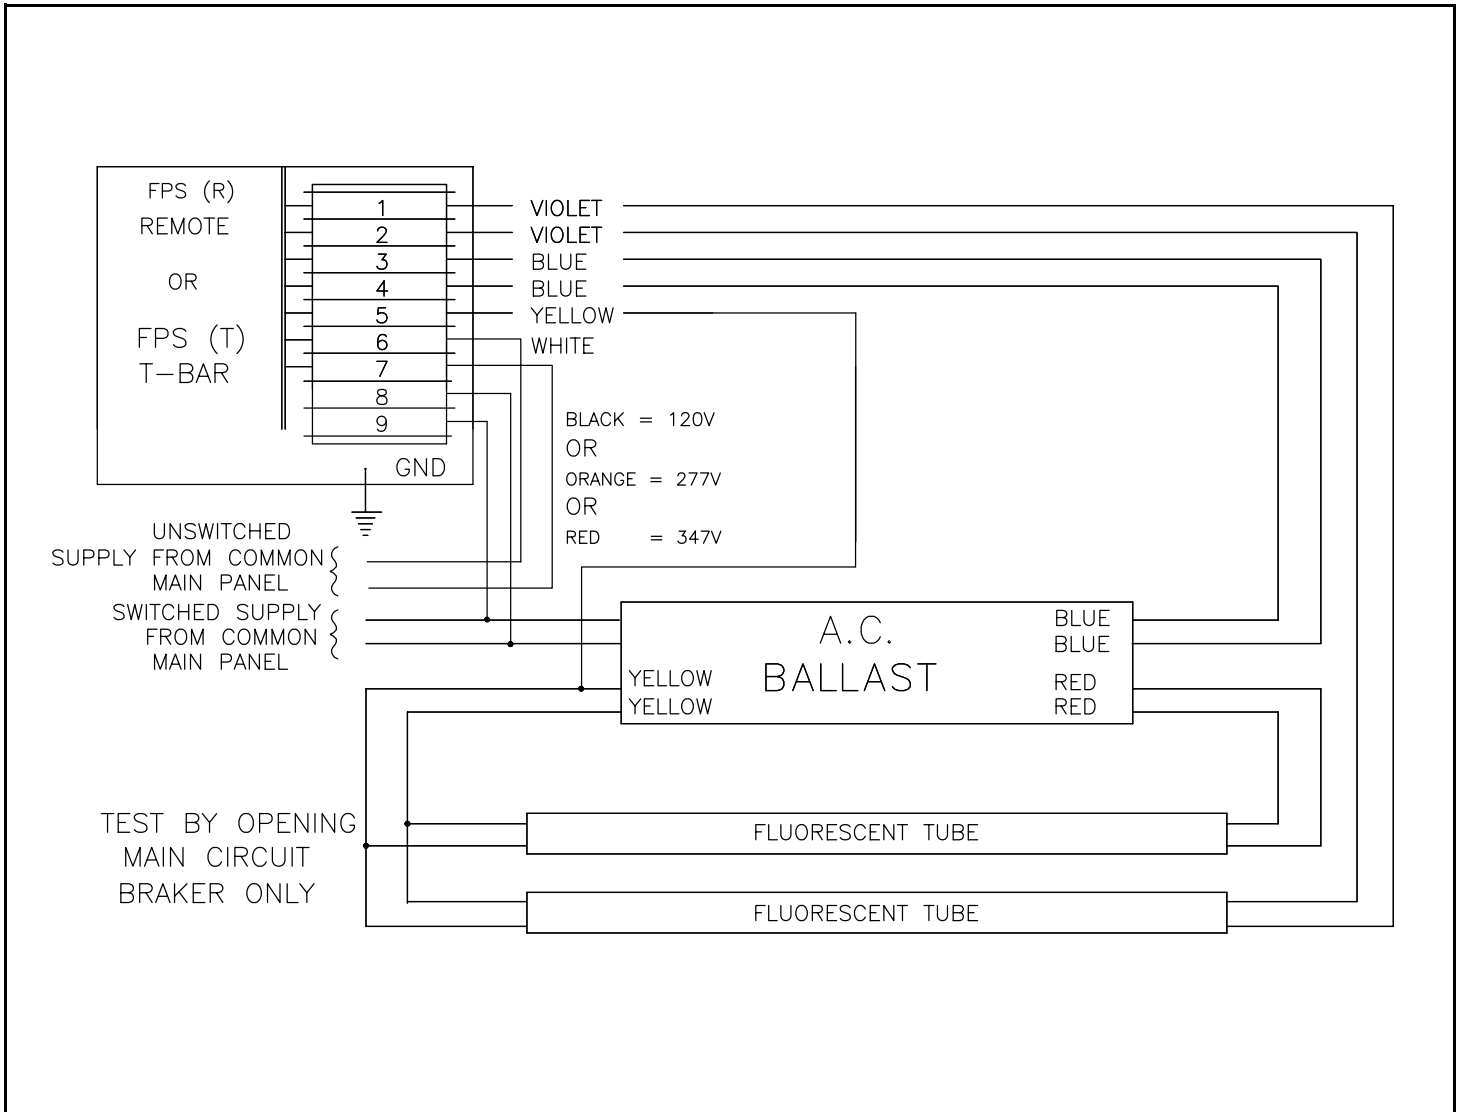 FPS (R)
REMOTE
OR
FPS (T)
T-BAR
1
2
3
4
5
6
7
8
9
GND
VIOLET
VIOLET
BLUE
BLUE
YELLOW
WHITE
BLACK = 120V
OR
ORANGE = 277V
OR
RED = 347V
UNSWITCHED
SUPPLY FROM COMMON
MAIN PANEL
SWITCHED SUPPLY
FROM COMMON
MAIN PANEL
A.C.
BALLAST
YELLOW
YELLOW
BLUE
BLUE
RED
RED
TEST BY OPENING
MAIN CIRCUIT
BRAKER ONLY
FLUORESCENT TUBE
FLUORESCENT TUBE